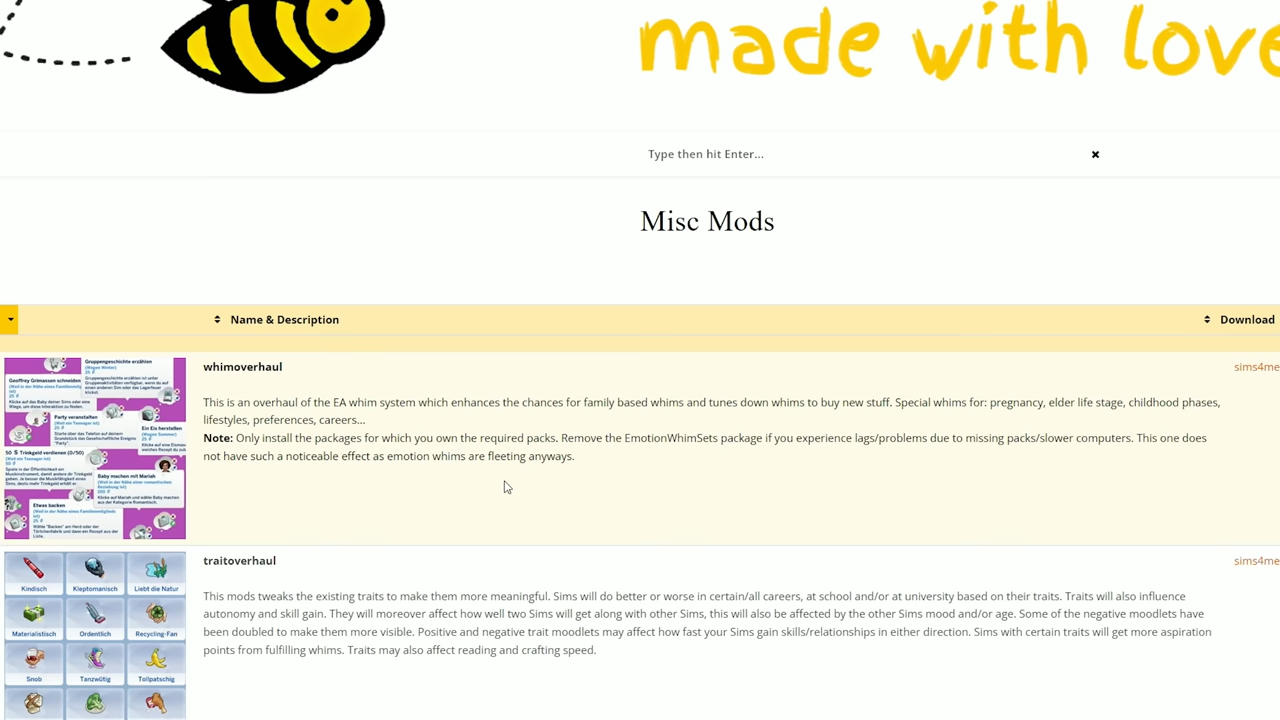 made with love
Type then hit Enter...
Misc Mods
Name & Description
Download
whimoverhaul
sims4me
This is an overhaul of the EA whim system which enhances the chances for family based whims and tunes down whims to buy new stuff. Special whims for: pregnancy, elder life stage, childhood phases,
lifestyles, preferences, careers...
Note: Only install the packages for which you own the required packs. Remove the EmotionWhimSets package if you experience lags/problems due to missing packs/slower computers. This one does
not have such a noticeable effect as emotion whims are fleeting anyways.
Gruppengeschichte erzählen
Geoffrey Grimassen schneiden
Party veranstalten
Ein Eis herstellen
50 $ Trinkgeld verdienen (0/50)
Baby machen mit Mariah
Etwas backen
traitoverhaul
sims4me
This mods tweaks the existing traits to make them more meaningful. Sims will do better or worse in certain/all careers, at school and/or at university based on their traits. Traits will also influence
autonomy and skill gain. They will moreover affect how well two Sims will get along with other Sims, this will also be affected by the other Sims mood and/or age. Some of the negative moodlets have
been doubled to make them more visible. Positive and negative trait moodlets may affect how fast your Sims gain skills/relationships in either direction. Sims with certain traits will get more aspiration
points from fulfilling whims. Traits may also affect reading and crafting speed.
Kindisch Kleptomanisch Liebt die Natur
Materialistisch Ordentlich Recycling-Fan
Snob Tanzwütig Tollpatschig